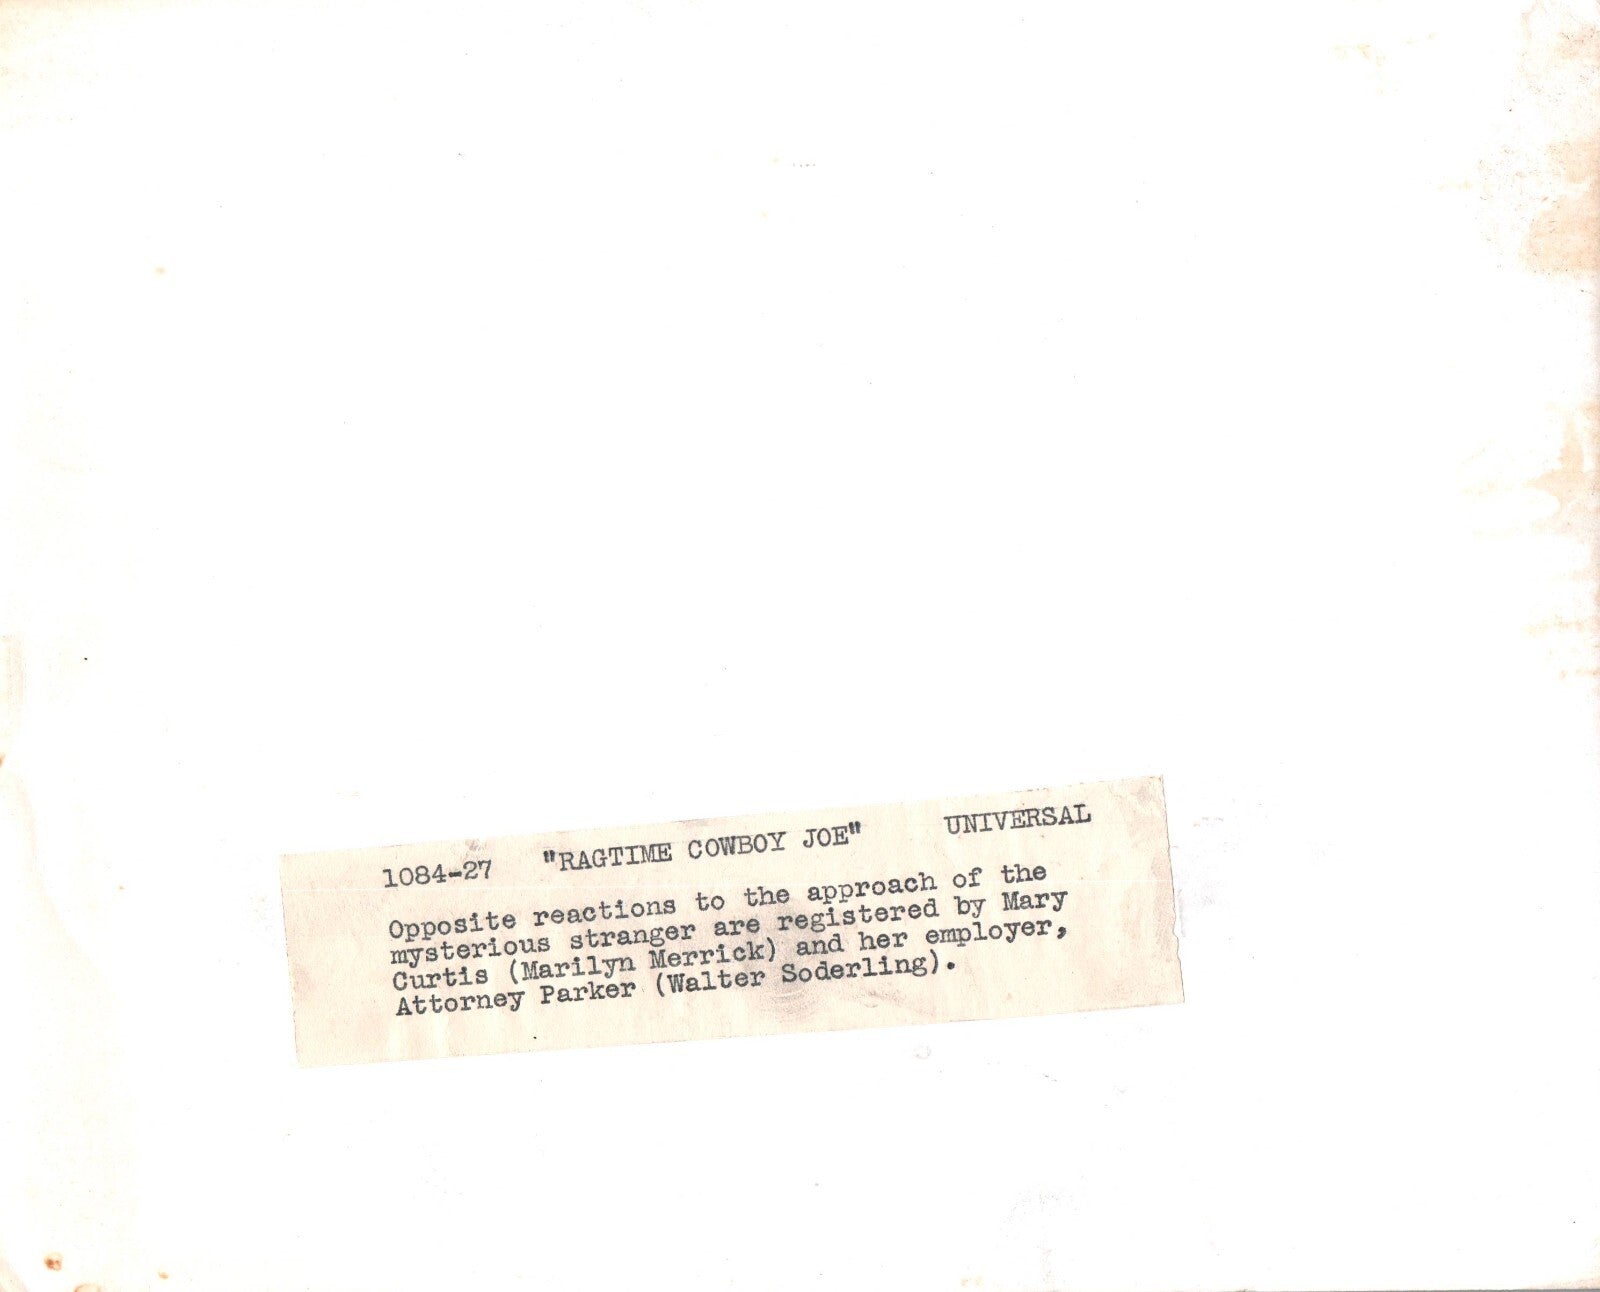 1084-27 "RAGTIME COWBOY JOE" UNIVERSAL
Opposite reactions to the approach of the
mysterious stranger are registered by Mary
Curtis (Marilyn Merrick) and her employer,
Attorney Parker (Walter Soderling).